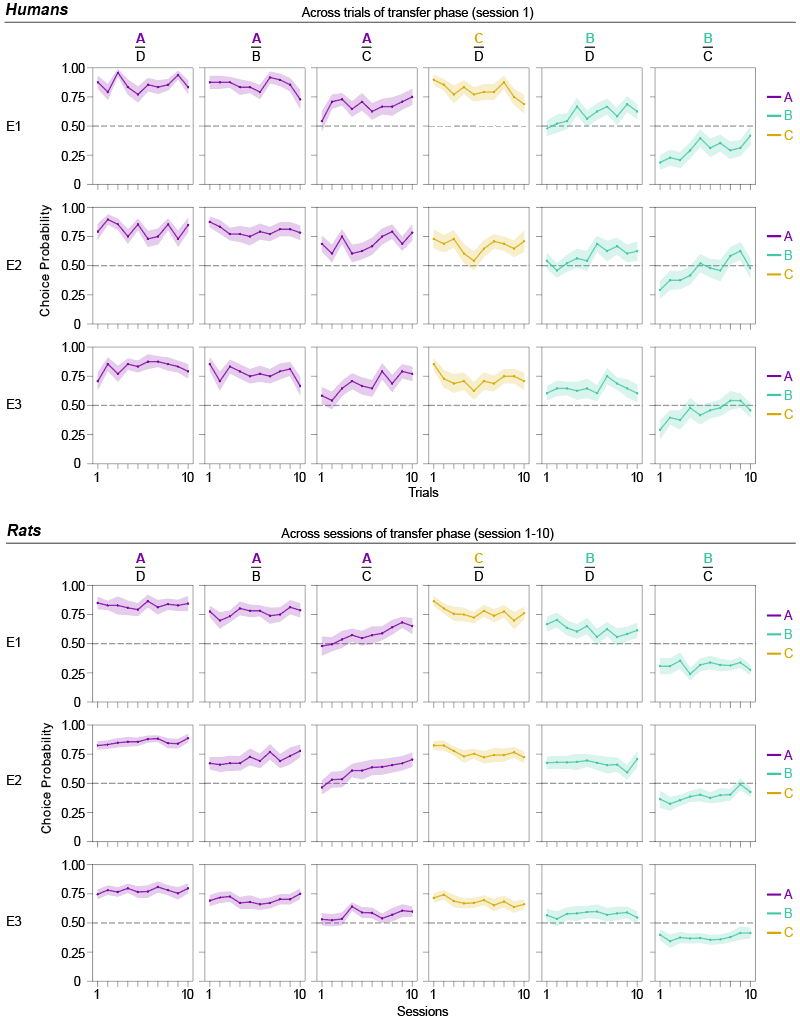 Humans
Across trials of transfer phase (session 1)
A A A C B B
D B C D D C
1.00
0.75
0.50
0.25
0
E1
A
B
C
1.00
0.75
0.50
0.25
0
E2
Choice Probability
A
B
C
1.00
0.75
0.50
0.25
0
E3
A
B
C
1 10 1 10 1 10 1 10 1 10 1 10
Trials
Rats
Across sessions of transfer phase (session 1-10)
A A A C B B
D B C D D C
1.00
0.75
0.50
0.25
0
E1
A
B
C
1.00
0.75
0.50
0.25
0
E2
Choice Probability
A
B
C
1.00
0.75
0.50
0.25
0
E3
A
B
C
1 10 1 10 1 10 1 10 1 10 1 10
Sessions